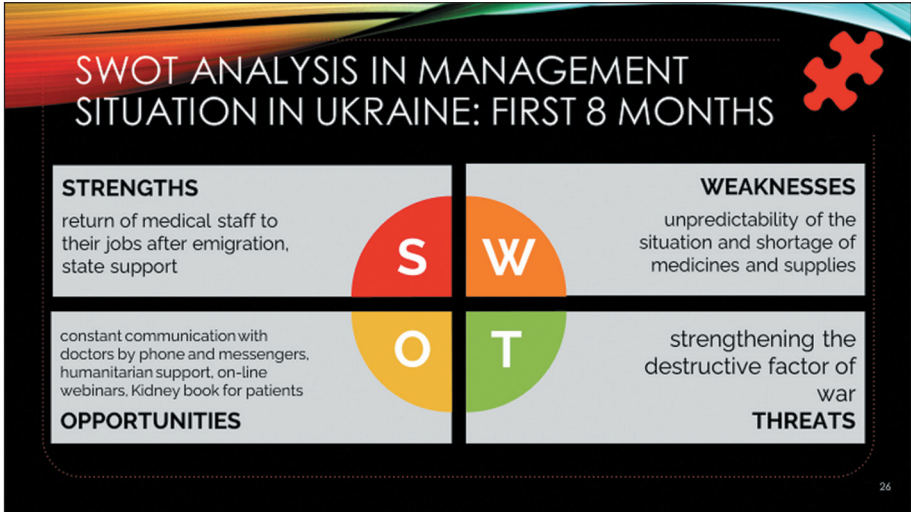 SWOT ANALYSIS IN MANAGEMENT
SITUATION IN UKRAINE: FIRST 8 MONTHS
STRENGTHS
return of medical staff to
their jobs after emigration,
state support
S
WEAKNESSES
unpredictability of the
situation and shortage of
medicines and supplies
W
constant communication with
doctors by phone and messengers,
humanitarian support, on-line
webinars, Kidney book for patients
OPPORTUNITIES
O
strengthening the
destructive factor of
war
THREATS
T
26